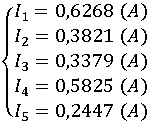 I₁ = 0,6268 (A)
I₂ = 0,3821 (A)
I₃ = 0,3379 (A)
I₄ = 0,5825 (A)
I₅ = 0,2447 (A)